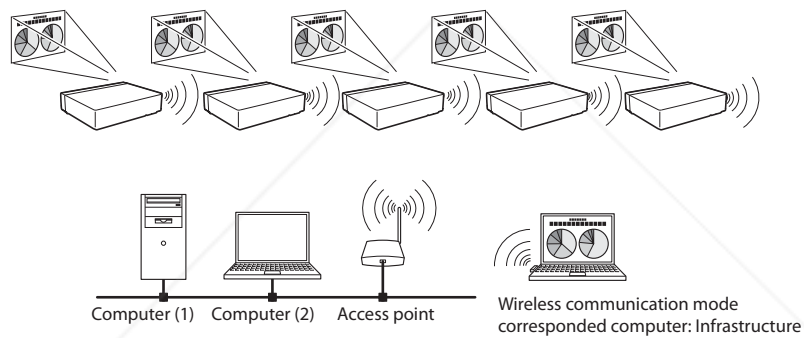 Computer (1)
Computer (2)
Access point
Wireless communication mode
corresponded computer: Infrastructure